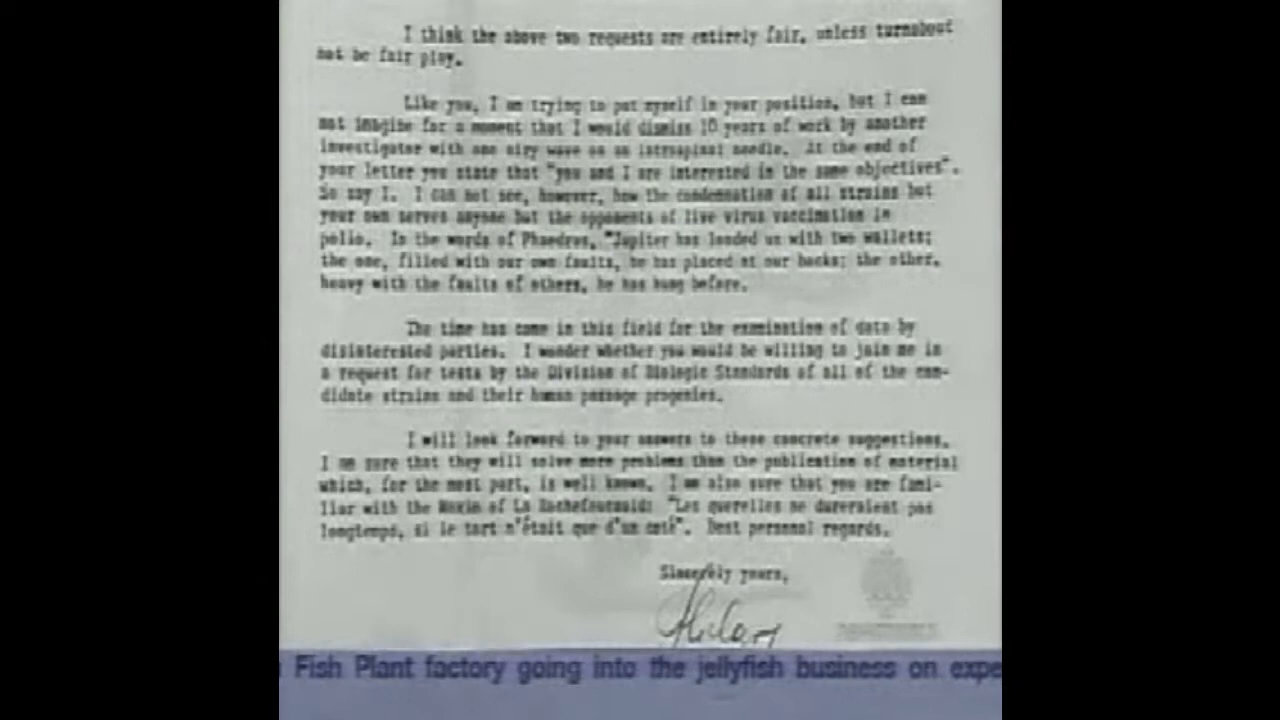 I think the above two requests are entirely fair, unless turnabout
not be fair play.
Like you, I am trying to put myself in your position, but I can
not imagine for a moment that I would dismiss 10 years of work by another
investigator with one airy wave on an intraspinal needle. At the end of
your letter you state that "you and I are interested in the same objectives".
So say I. I can not see, however, how the condemnation of all strains but
your own serves anyone but the opponents of live virus vaccination in
polio. In the words of Phaedrus, "Jupiter has loaded us with two wallets;
the one, filled with our own faults, he has placed at our backs; the other,
heavy with the faults of others, he has hung before.
The time has come in this field for the examination of data by
disinterested parties. I wonder whether you would be willing to join me in
a request for tests by the Division of Biologic Standards of all of the can-
didate strains and their human passage progenies.
I will look forward to your answers to these concrete suggestions.
I am sure that they will solve more problems than the publication of material
which, for the most part, is well known. I am also sure that you are fami-
liar with the Maxim of La Rochefoucauld: "Les querelles ne dureraient pas
longtemps, si le tort n'était que d'un coté". Best personal regards.
Sincerely yours,
Hilary
Fish Plant factory going into the jellyfish business on expe